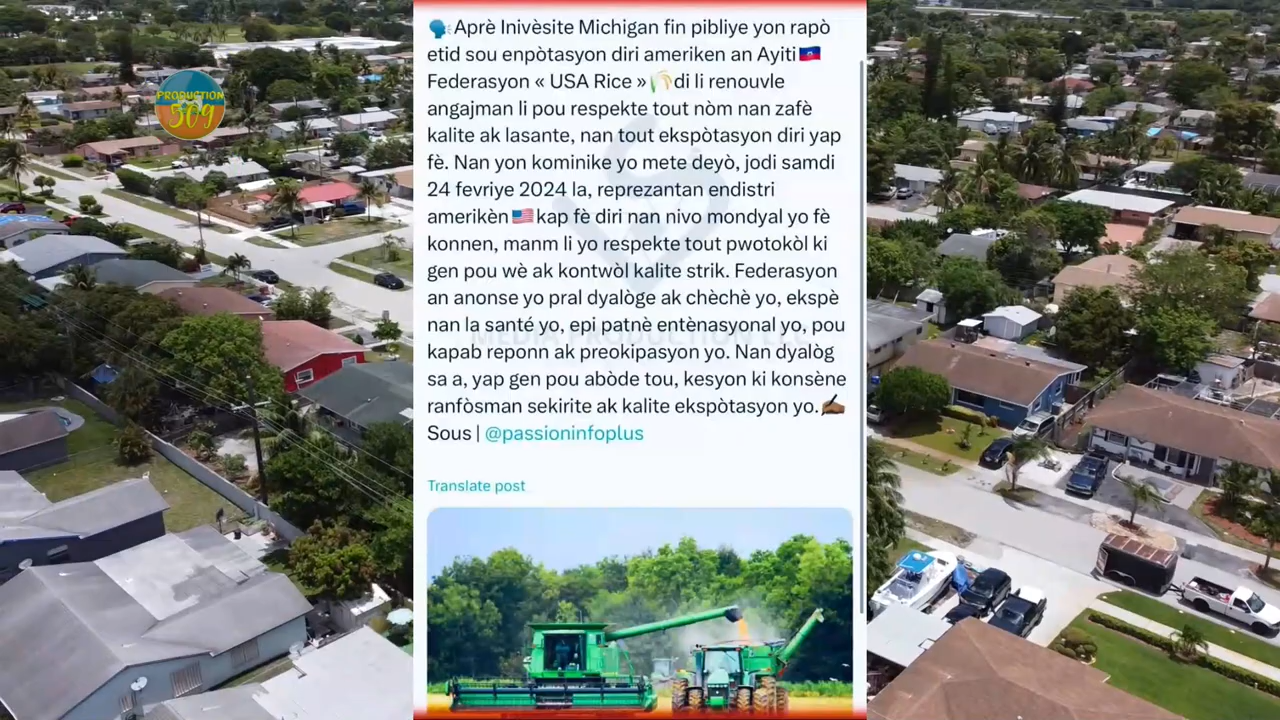 PRODUCTION
509
🗣️Aprè Inivèsite Michigan fin pibliye yon rapò
etid sou enpòtasyon diri ameriken an Ayiti🇭🇹
Federasyon « USA Rice »🌾di li renouvle
angajman li pou respekte tout nòm nan zafè
kalite ak lasante, nan tout ekspòtasyon diri yap
fè. Nan yon kominike yo mete deyò, jodi samdi
24 fevriye 2024 la, reprezantan endistri
amerikèn🇺🇸kap fè diri nan nivo mondyal yo fè
konnen, manm li yo respekte tout pwotokòl ki
gen pou wè ak kontwòl kalite strik. Federasyon
an anonse yo pral dyalòge ak chèchè yo, ekspè
nan la santé yo, epi patnè entènasyonal yo, pou
kapab reponn ak preokipasyon yo. Nan dyalòg
sa a, yap gen pou abòde tou, kesyon ki konsène
ranfòsman sekirite ak kalite ekspòtasyon yo.✍🏾
Sous | @passioninfoplus
Translate post
MEDIA PRODUCTION LLC